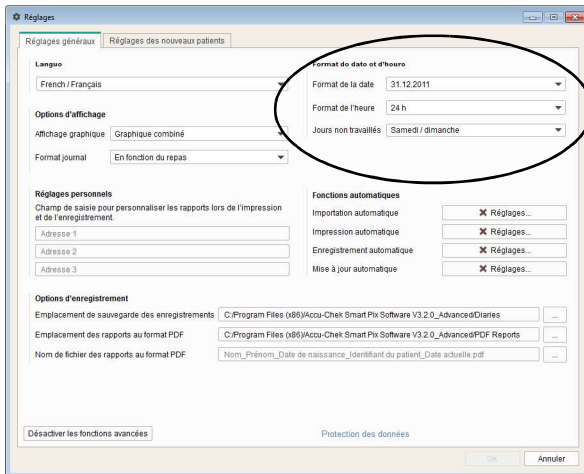 Réglages
Réglages généraux
Réglages des nouveaux patients
Langue
French / Français
Format de date et d'heure
Format de la date 31.12.2011
Format de l'heure 24 h
Jours non travaillés Samedi / dimanche
Options d'affichage
Affichage graphique Graphique combiné
Format journal En fonction du repas
Réglages personnels
Champ de saisie pour personnaliser les rapports lors de l'impression
et de l'enregistrement.
Adresse 1
Adresse 2
Adresse 3
Fonctions automatiques
Importation automatique Réglages...
Impression automatique Réglages...
Enregistrement automatique Réglages...
Mise à jour automatique Réglages...
Options d'enregistrement
Emplacement de sauvegarde des enregistrements C:/Program Files (x86)/Accu-Chek Smart Pix Software V3.2.0_Advanced/Diaries ...
Emplacement des rapports au format PDF C:/Program Files (x86)/Accu-Chek Smart Pix Software V3.2.0_Advanced/PDF Reports ...
Nom de fichier des rapports au format PDF Nom_Prénom_Date de naissance_Identifiant du patient_Date actuelle.pdf ...
Désactiver les fonctions avancées
Protection des données
OK
Annuler